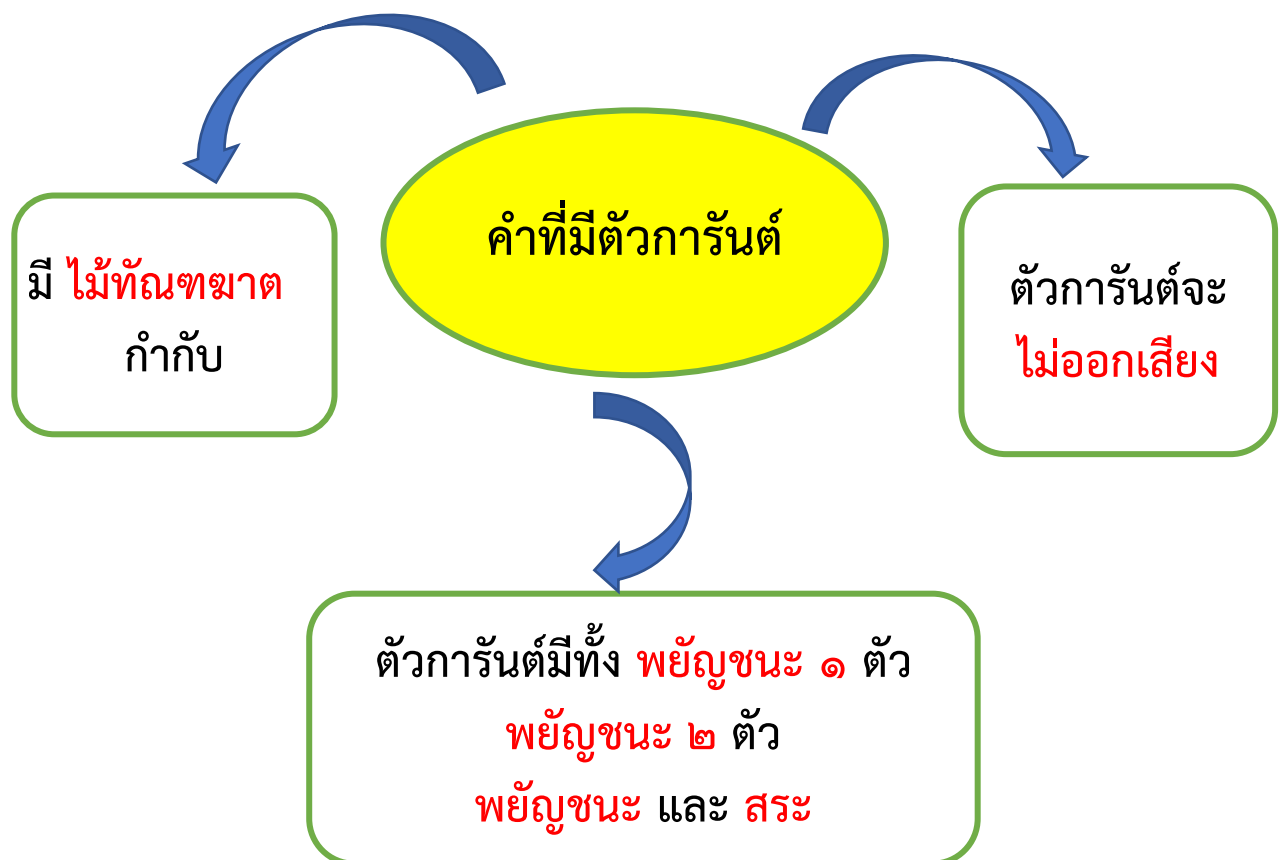 คำที่มีตัวการันต์
มี ไม้ทัณฑฆาต
กำกับ
ตัวการันต์จะ
ไม่ออกเสียง
ตัวการันต์มีทั้ง พยัญชนะ ๑ ตัว
พยัญชนะ ๒ ตัว
พยัญชนะ และ สระ